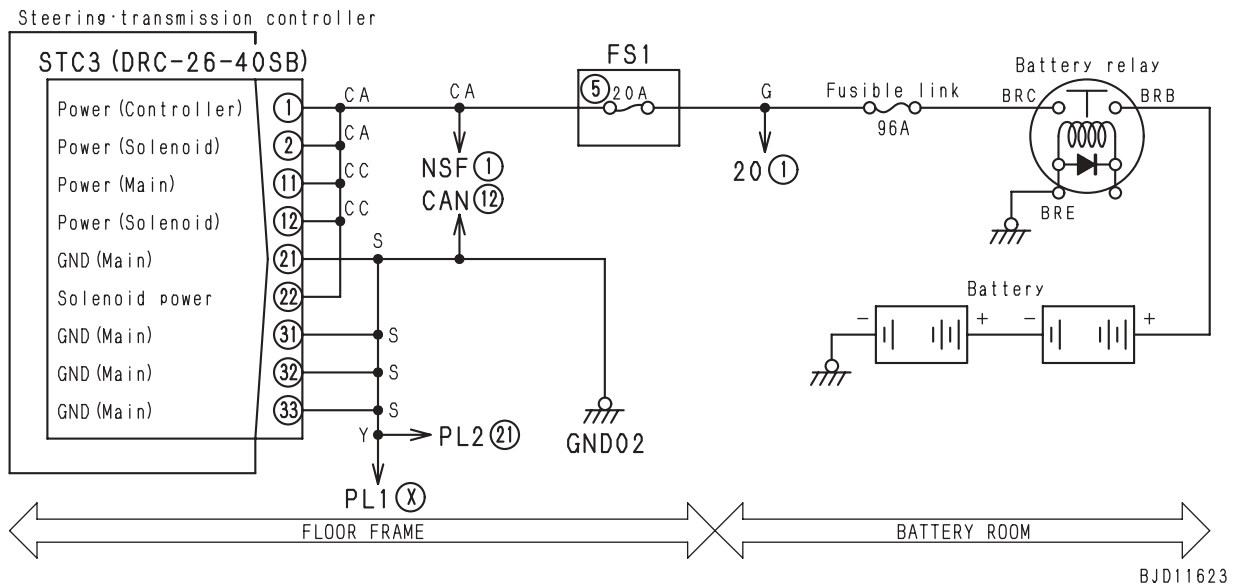 Steering·transmission controller
STC3 (DRC-26-40SB)
FS1
Battery relay
Power (Controller) 1 CA CA 5 20A G Fusible link 96A BRC BRB
Power (Solenoid) 2 CA
NSF 1
20 1
Power (Main) 11 CC
CAN 12
Power (Solenoid) 12 CC
BRE
GND (Main) 21 S
Solenoid power 22
Battery
- + - +
GND (Main) 31 S
GND (Main) 32 S
GND (Main) 33 S
Y PL2 21
GND02
PL1 X
FLOOR FRAME
BATTERY ROOM
BJD11623